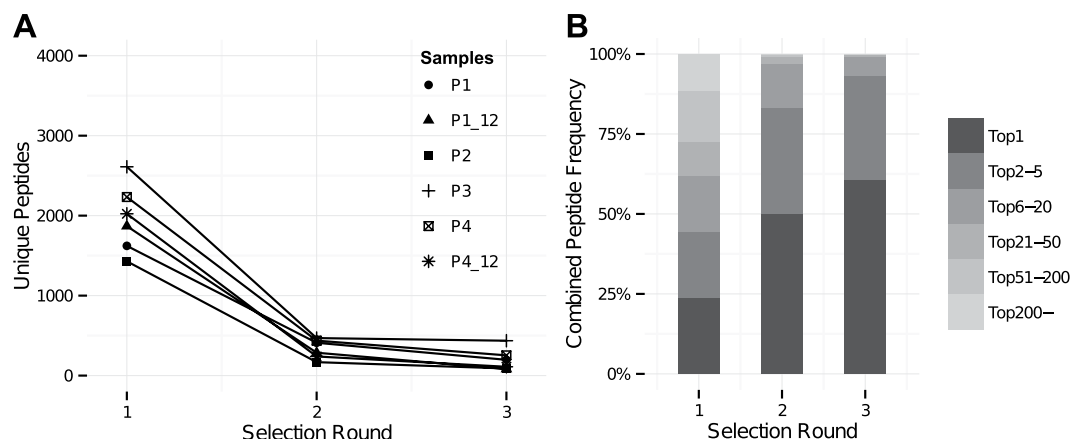 A
Unique Peptides
4000
3000
2000
1000
0
1 2 3
Selection Round
Samples
P1
P1_12
P2
P3
P4
P4_12
B
Combined Peptide Frequency
100%
75%
50%
25%
0%
1 2 3
Selection Round
Top1
Top2−5
Top6−20
Top21−50
Top51−200
Top200−